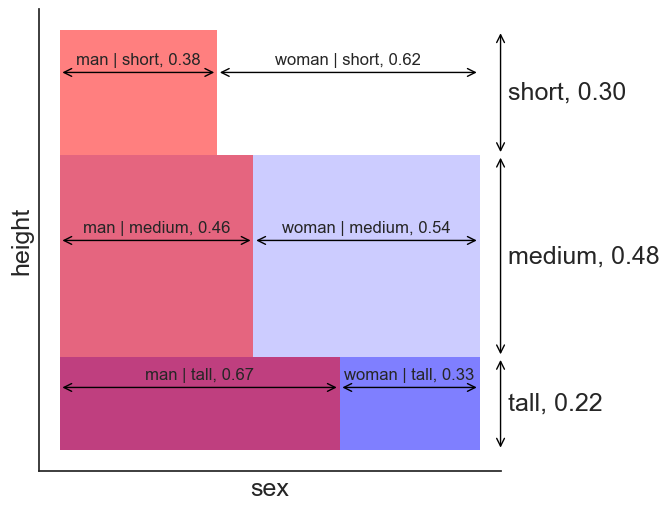 man | short, 0.38
woman | short, 0.62
short, 0.30
man | medium, 0.46
woman | medium, 0.54
medium, 0.48
man | tall, 0.67
woman | tall, 0.33
tall, 0.22
height
sex